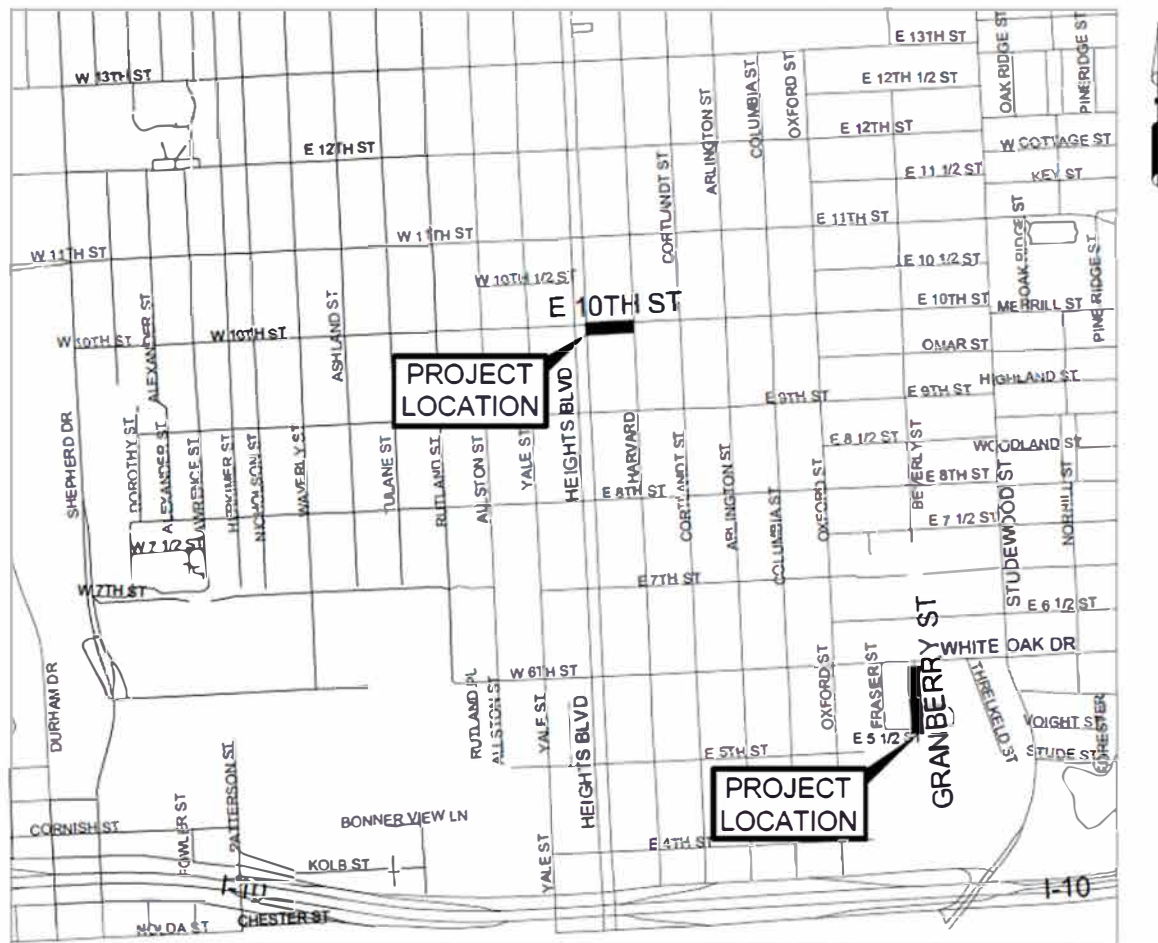 E 13TH ST
W 13TH ST
E 12TH 1/2 ST
OAK RIDGE ST
PINERIDGE ST
COLUMBIA ST
OXFORD ST
ARLINGTON ST
E 12TH ST
E 12TH ST
W COTTAGE ST
E 11 1/2 ST
KEY ST
CORTLANDT ST
E 11TH ST
W 11TH ST
W 11TH ST
OAK RIDGE ST
PINE RIDGE ST
E 10 1/2 ST
W 10TH 1/2 ST
E 10TH ST
E 10TH ST
MERRILL ST
ALEXANDER ST
ASHLAND ST
W 10TH ST
W 10TH ST
OMAR ST
PROJECT
LOCATION
HEIGHTS BLVD
HIGHLAND ST
E 9TH ST
E 9TH ST
SHEPHERD DR
DOROTHY ST
ALEXANDER ST
HERKIMER ST
NICHOLSON ST
WAVERLY ST
TULANE ST
RUTLAND ST
ALLSTON ST
YALE ST
HARVARD
CORTLANDT ST
ARLINGTON ST
COLUMBIA ST
OXFORD ST
E 8 1/2 ST
BEVERLY ST
WOODLAND ST
E 8TH ST
E 8TH ST
STUDEWOOD ST
NORHILL ST
E 7 1/2 ST
W 7 1/2 ST
W 7TH ST
E 7TH ST
E 6 1/2 ST
WHITE OAK DR
GRANBERRY ST
DURHAM DR
W 6TH ST
RUTLAND PL
ALLSTON ST
YALE ST
HEIGHTS BLVD
OXFORD ST
FRASER ST
THRELKELD ST
VOIGHT ST
E 5 1/2 S
E 5TH ST
STUDE ST
PROJECT
LOCATION
FOWLER ST
PATTERSON ST
BONNER VIEW LN
CORNISH ST
E 4TH ST
YALE ST
KOLB ST
I-10
CHESTER ST
NOLDA ST